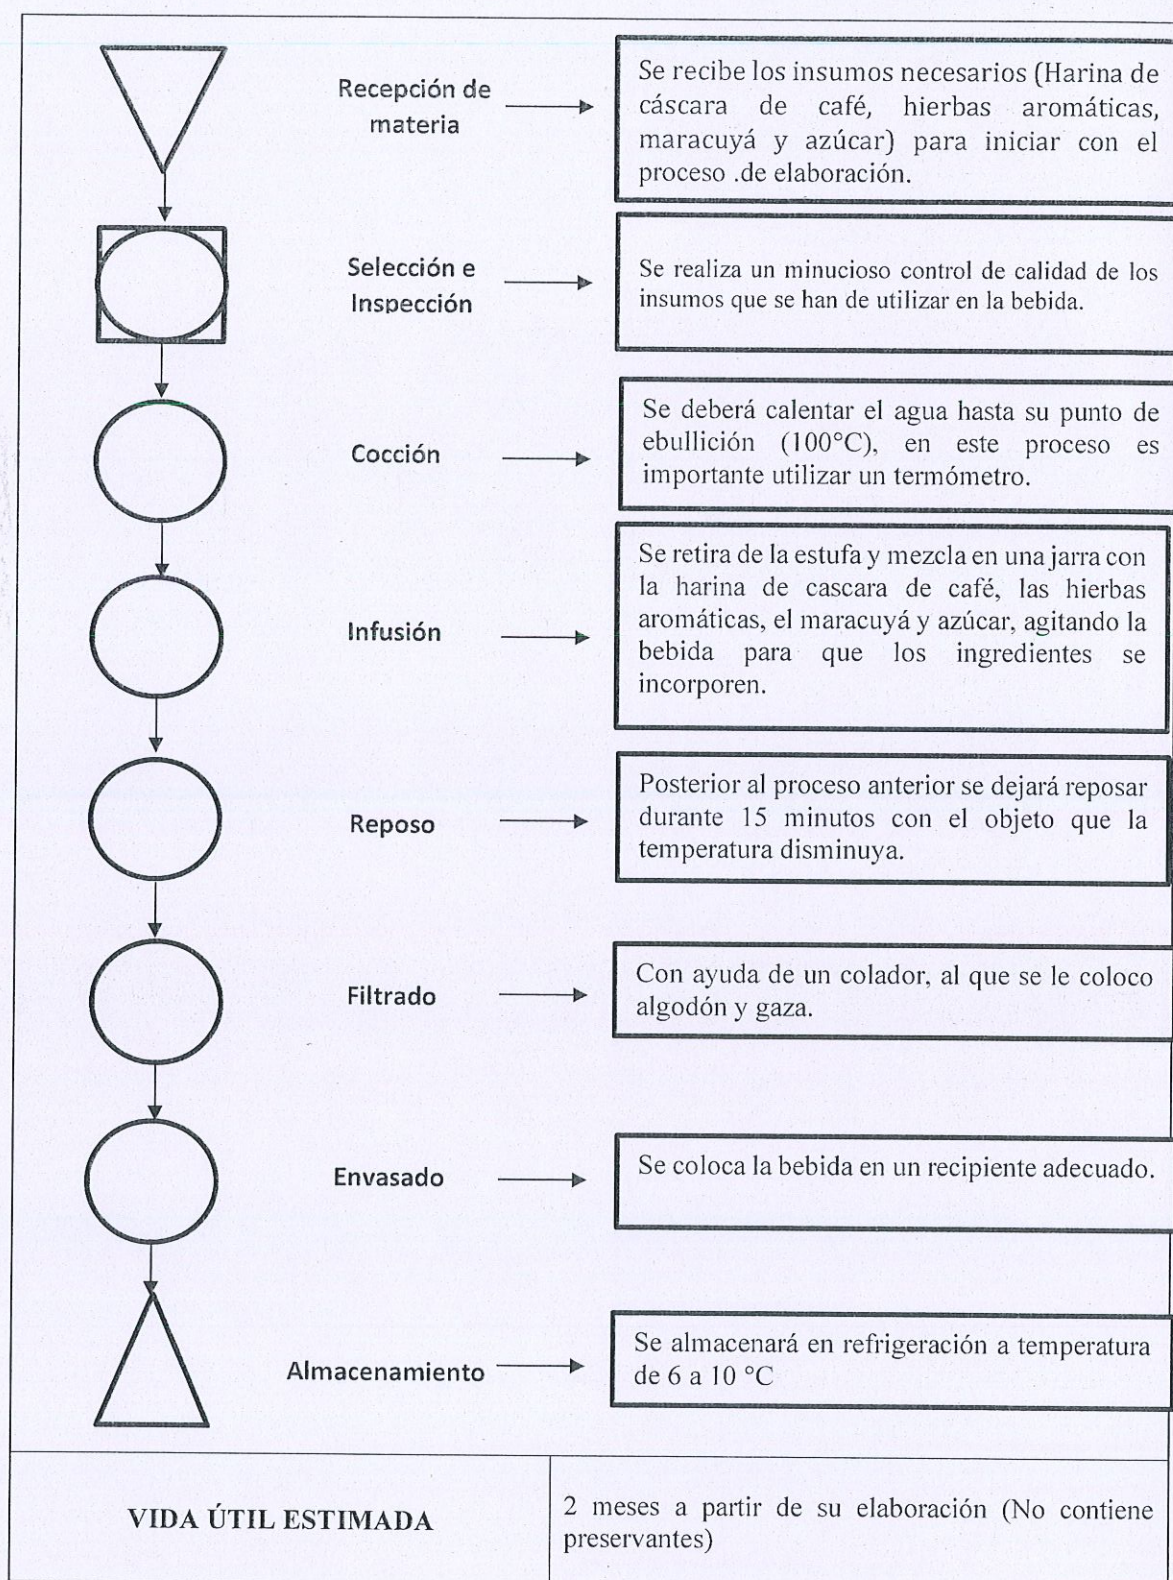 Recepción de
materia
Se recibe los insumos necesarios (Harina de
cáscara de café, hierbas aromáticas,
maracuyá y azúcar) para iniciar con el
proceso .de elaboración.
Selección e
Inspección
Se realiza un minucioso control de calidad de los
insumos que se han de utilizar en la bebida.
Cocción
Se deberá calentar el agua hasta su punto de
ebullición (100°C), en este proceso es
importante utilizar un termómetro.
Infusión
Se retira de la estufa y mezcla en una jarra con
la harina de cascara de café, las hierbas
aromáticas, el maracuyá y azúcar, agitando la
bebida para que los ingredientes se
incorporen.
Reposo
Posterior al proceso anterior se dejará reposar
durante 15 minutos con el objeto que la
temperatura disminuya.
Filtrado
Con ayuda de un colador, al que se le coloco
algodón y gaza.
Envasado
Se coloca la bebida en un recipiente adecuado.
Almacenamiento
Se almacenará en refrigeración a temperatura
de 6 a 10 °C
VIDA ÚTIL ESTIMADA
2 meses a partir de su elaboración (No contiene
preservantes)